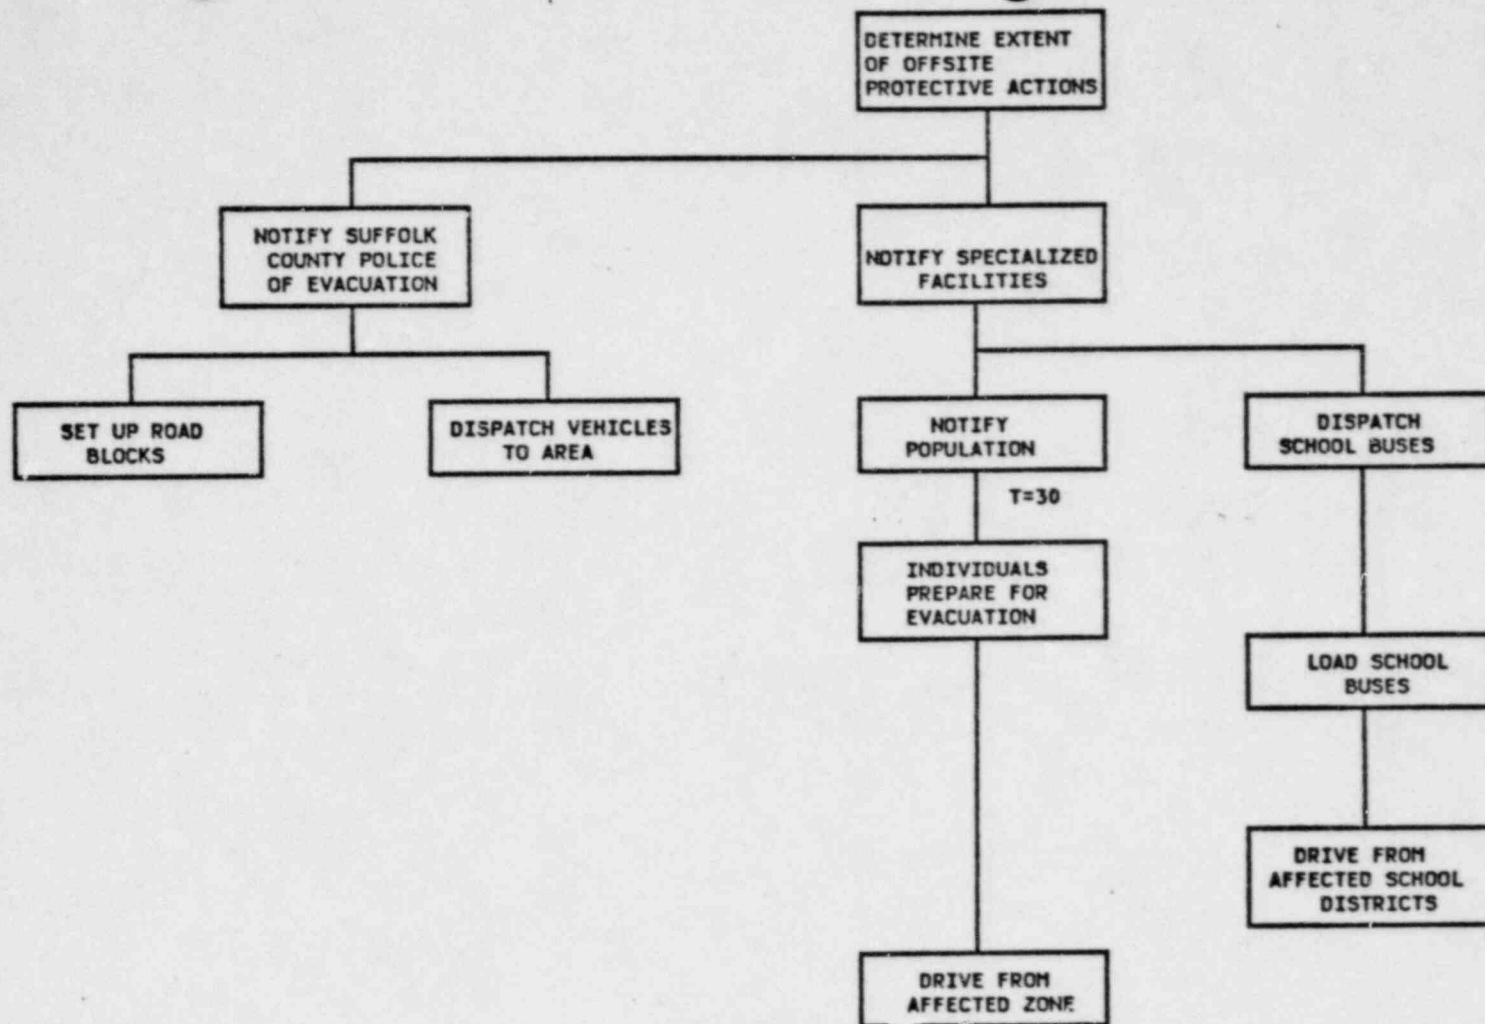 DETERMINE EXTENT
OF OFFSITE
PROTECTIVE ACTIONS
NOTIFY SUFFOLK
COUNTY POLICE
OF EVACUATION
NOTIFY SPECIALIZED
FACILITIES
SET UP ROAD
BLOCKS
DISPATCH VEHICLES
TO AREA
NOTIFY
POPULATION
DISPATCH
SCHOOL BUSES
T=30
INDIVIDUALS
PREPARE FOR
EVACUATION
LOAD SCHOOL
BUSES
DRIVE FROM
AFFECTED SCHOOL
DISTRICTS
DRIVE FROM
AFFECTED ZONE